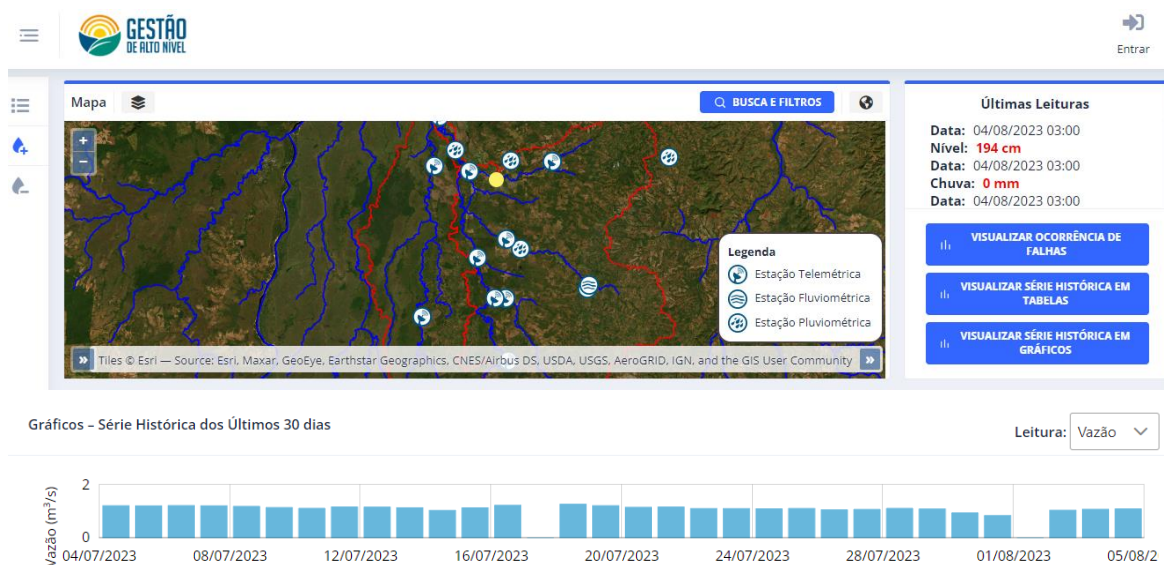 GESTÃO
DE ALTO NÍVEL
Entrar
Mapa
BUSCA E FILTROS
+
−
Legenda
Estação Telemétrica
Estação Fluviométrica
Estação Pluviométrica
» Tiles © Esri — Source: Esri, Maxar, GeoEye, Earthstar Geographics, CNES/Airbus DS, USDA, USGS, AeroGRID, IGN, and the GIS User Community »
Últimas Leituras
Data: 04/08/2023 03:00
Nível: 194 cm
Data: 04/08/2023 03:00
Chuva: 0 mm
Data: 04/08/2023 03:00
VISUALIZAR OCORRÊNCIA DE
FALHAS
VISUALIZAR SÉRIE HISTÓRICA EM
TABELAS
VISUALIZAR SÉRIE HISTÓRICA EM
GRÁFICOS
Gráficos – Série Histórica dos Últimos 30 dias
Leitura: Vazão
Vazão (m³/s)
2
0
04/07/2023 08/07/2023 12/07/2023 16/07/2023 20/07/2023 24/07/2023 28/07/2023 01/08/2023 05/08/2